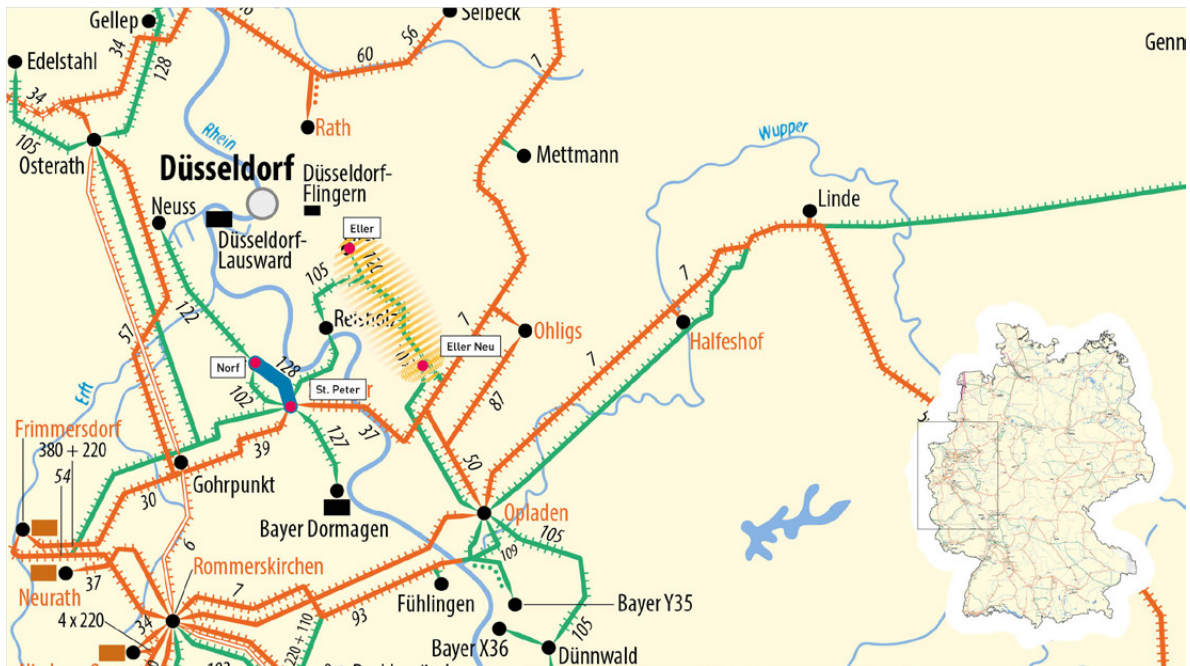 Gellep
Selbeck
Genn
Edelstahl
34
128
60
56
7
34
105
Osterath
Rhein
Rath
Mettmann
Wupper
Düsseldorf
Düsseldorf-
Flingern
Linde
Neuss
Düsseldorf-
Lausward
Eller
105
7
122
57
Reisholz
7
Ohligs
Halfeshof
Eller Neu
7
Norf
128
Erft
102
St. Peter
87
37
Frimmersdorf
380 + 220
54
39
127
50
Gohrpunkt
30
Bayer Dormagen
Opladen
105
109
6
37
Rommerskirchen
Neurath
7
Fühlingen
Bayer Y35
4 x 220
34
93
220 + 110
Bayer X36
105
Dünnwald